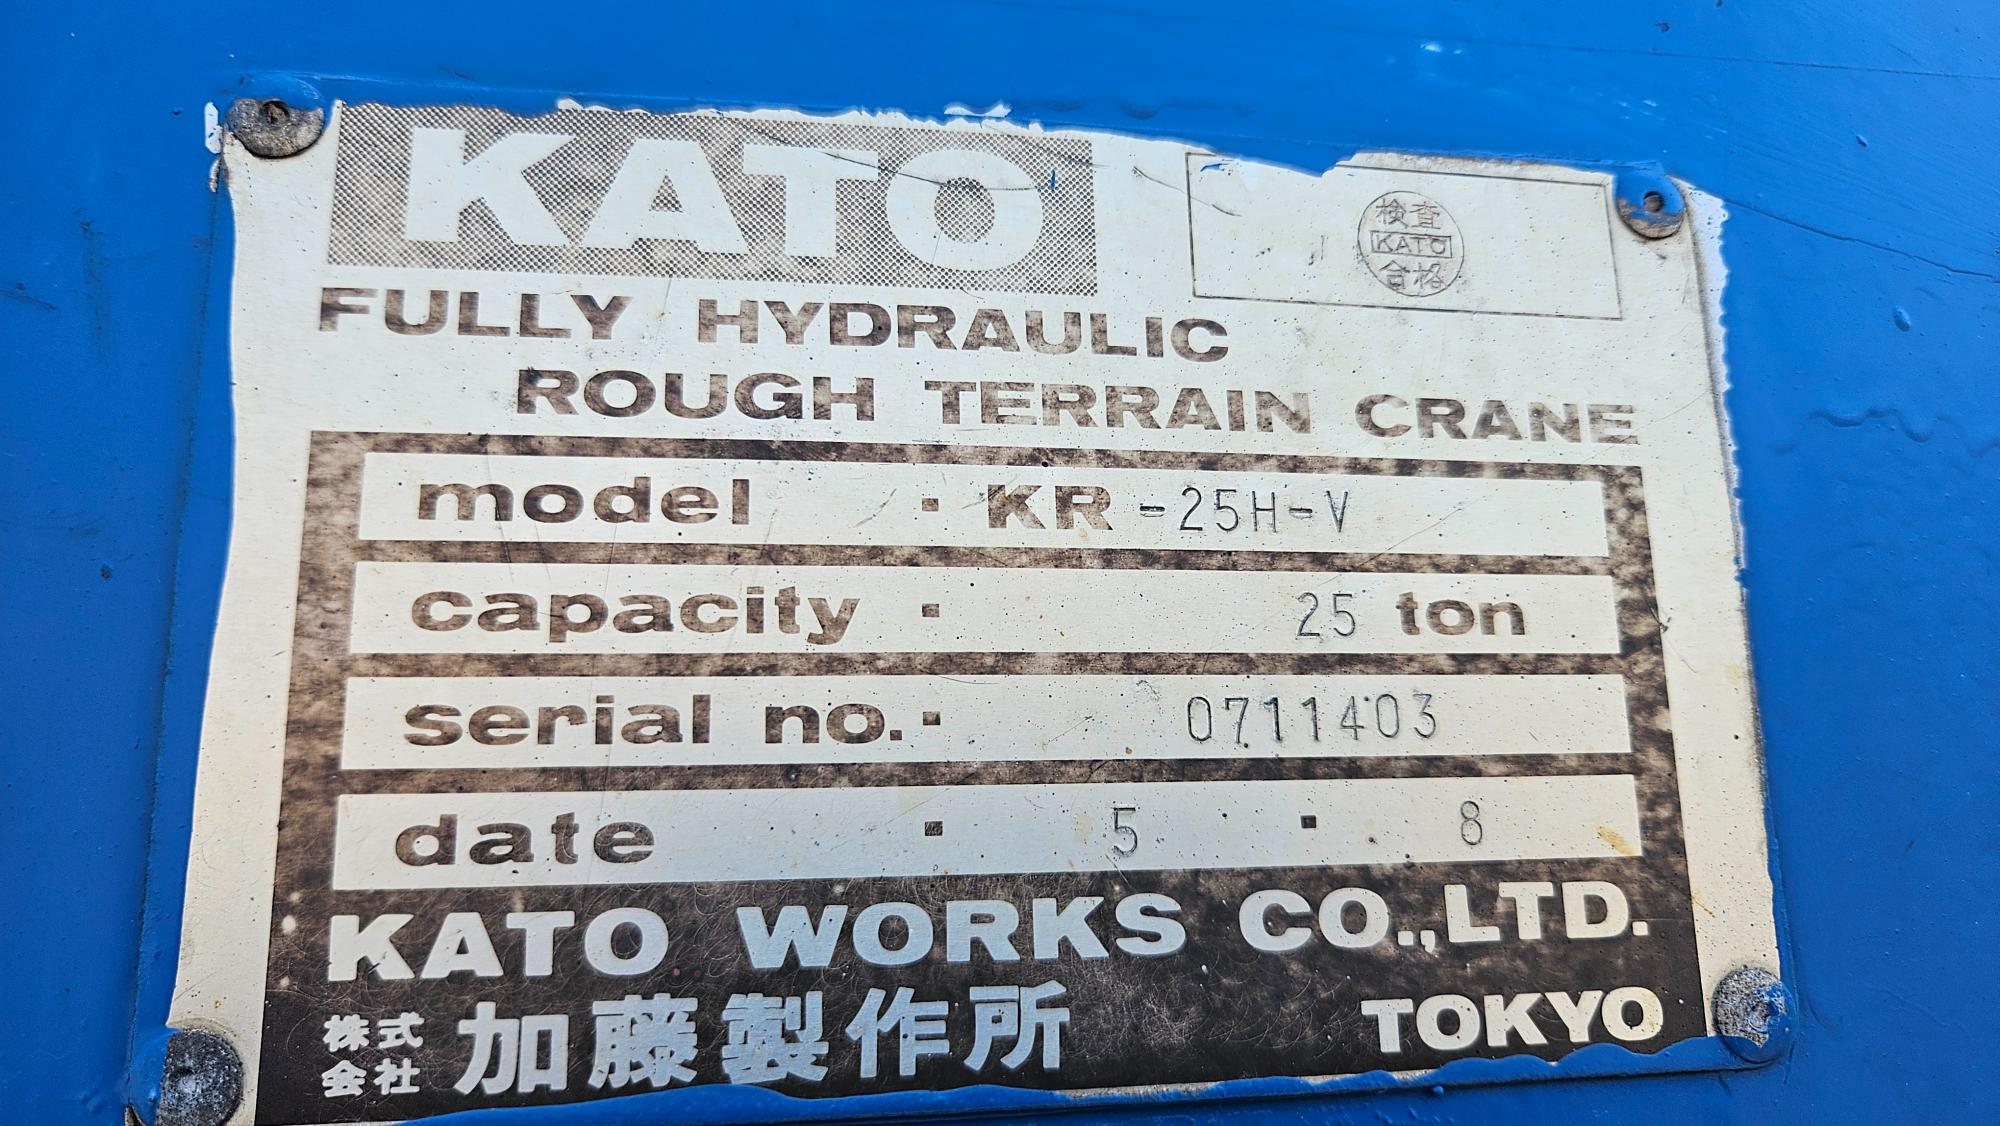 KATO
検査
KATO
合格
FULLY HYDRAULIC
ROUGH TERRAIN CRANE
model · KR-25H-V
capacity · 25 ton
serial no. · 0711403
date · 5 · 8
KATO WORKS CO.,LTD.
株式会社 加藤製作所 TOKYO